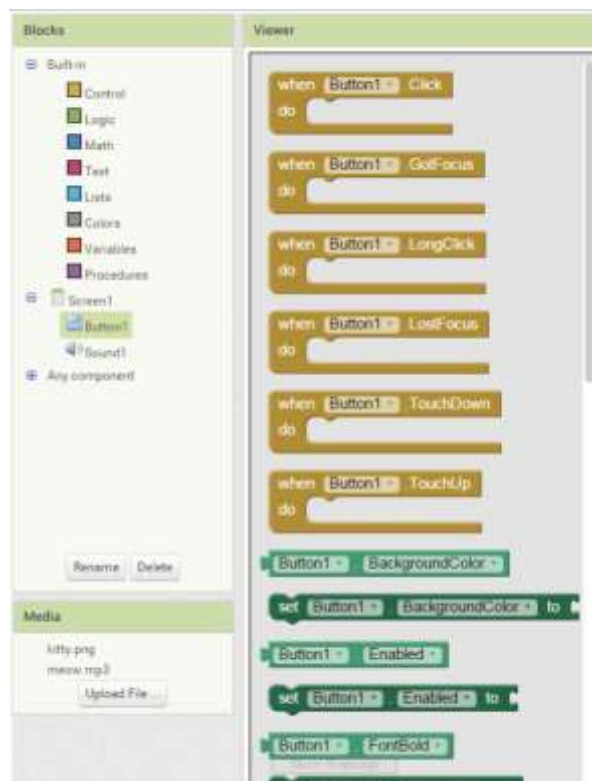 Blocks
Built-in
Control
Logic
Math
Text
Lists
Colors
Variables
Procedures
Screen1
Button1
Sound1
Any component
Rename Delete
Media
kitty.png
meow.mp3
Upload File ...
Viewer
when Button1 .Click
do
when Button1 .GotFocus
do
when Button1 .LongClick
do
when Button1 .LostFocus
do
when Button1 .TouchDown
do
when Button1 .TouchUp
do
Button1 . BackgroundColor
set Button1 . BackgroundColor to
Button1 . Enabled
set Button1 . Enabled to
Button1 . FontBold